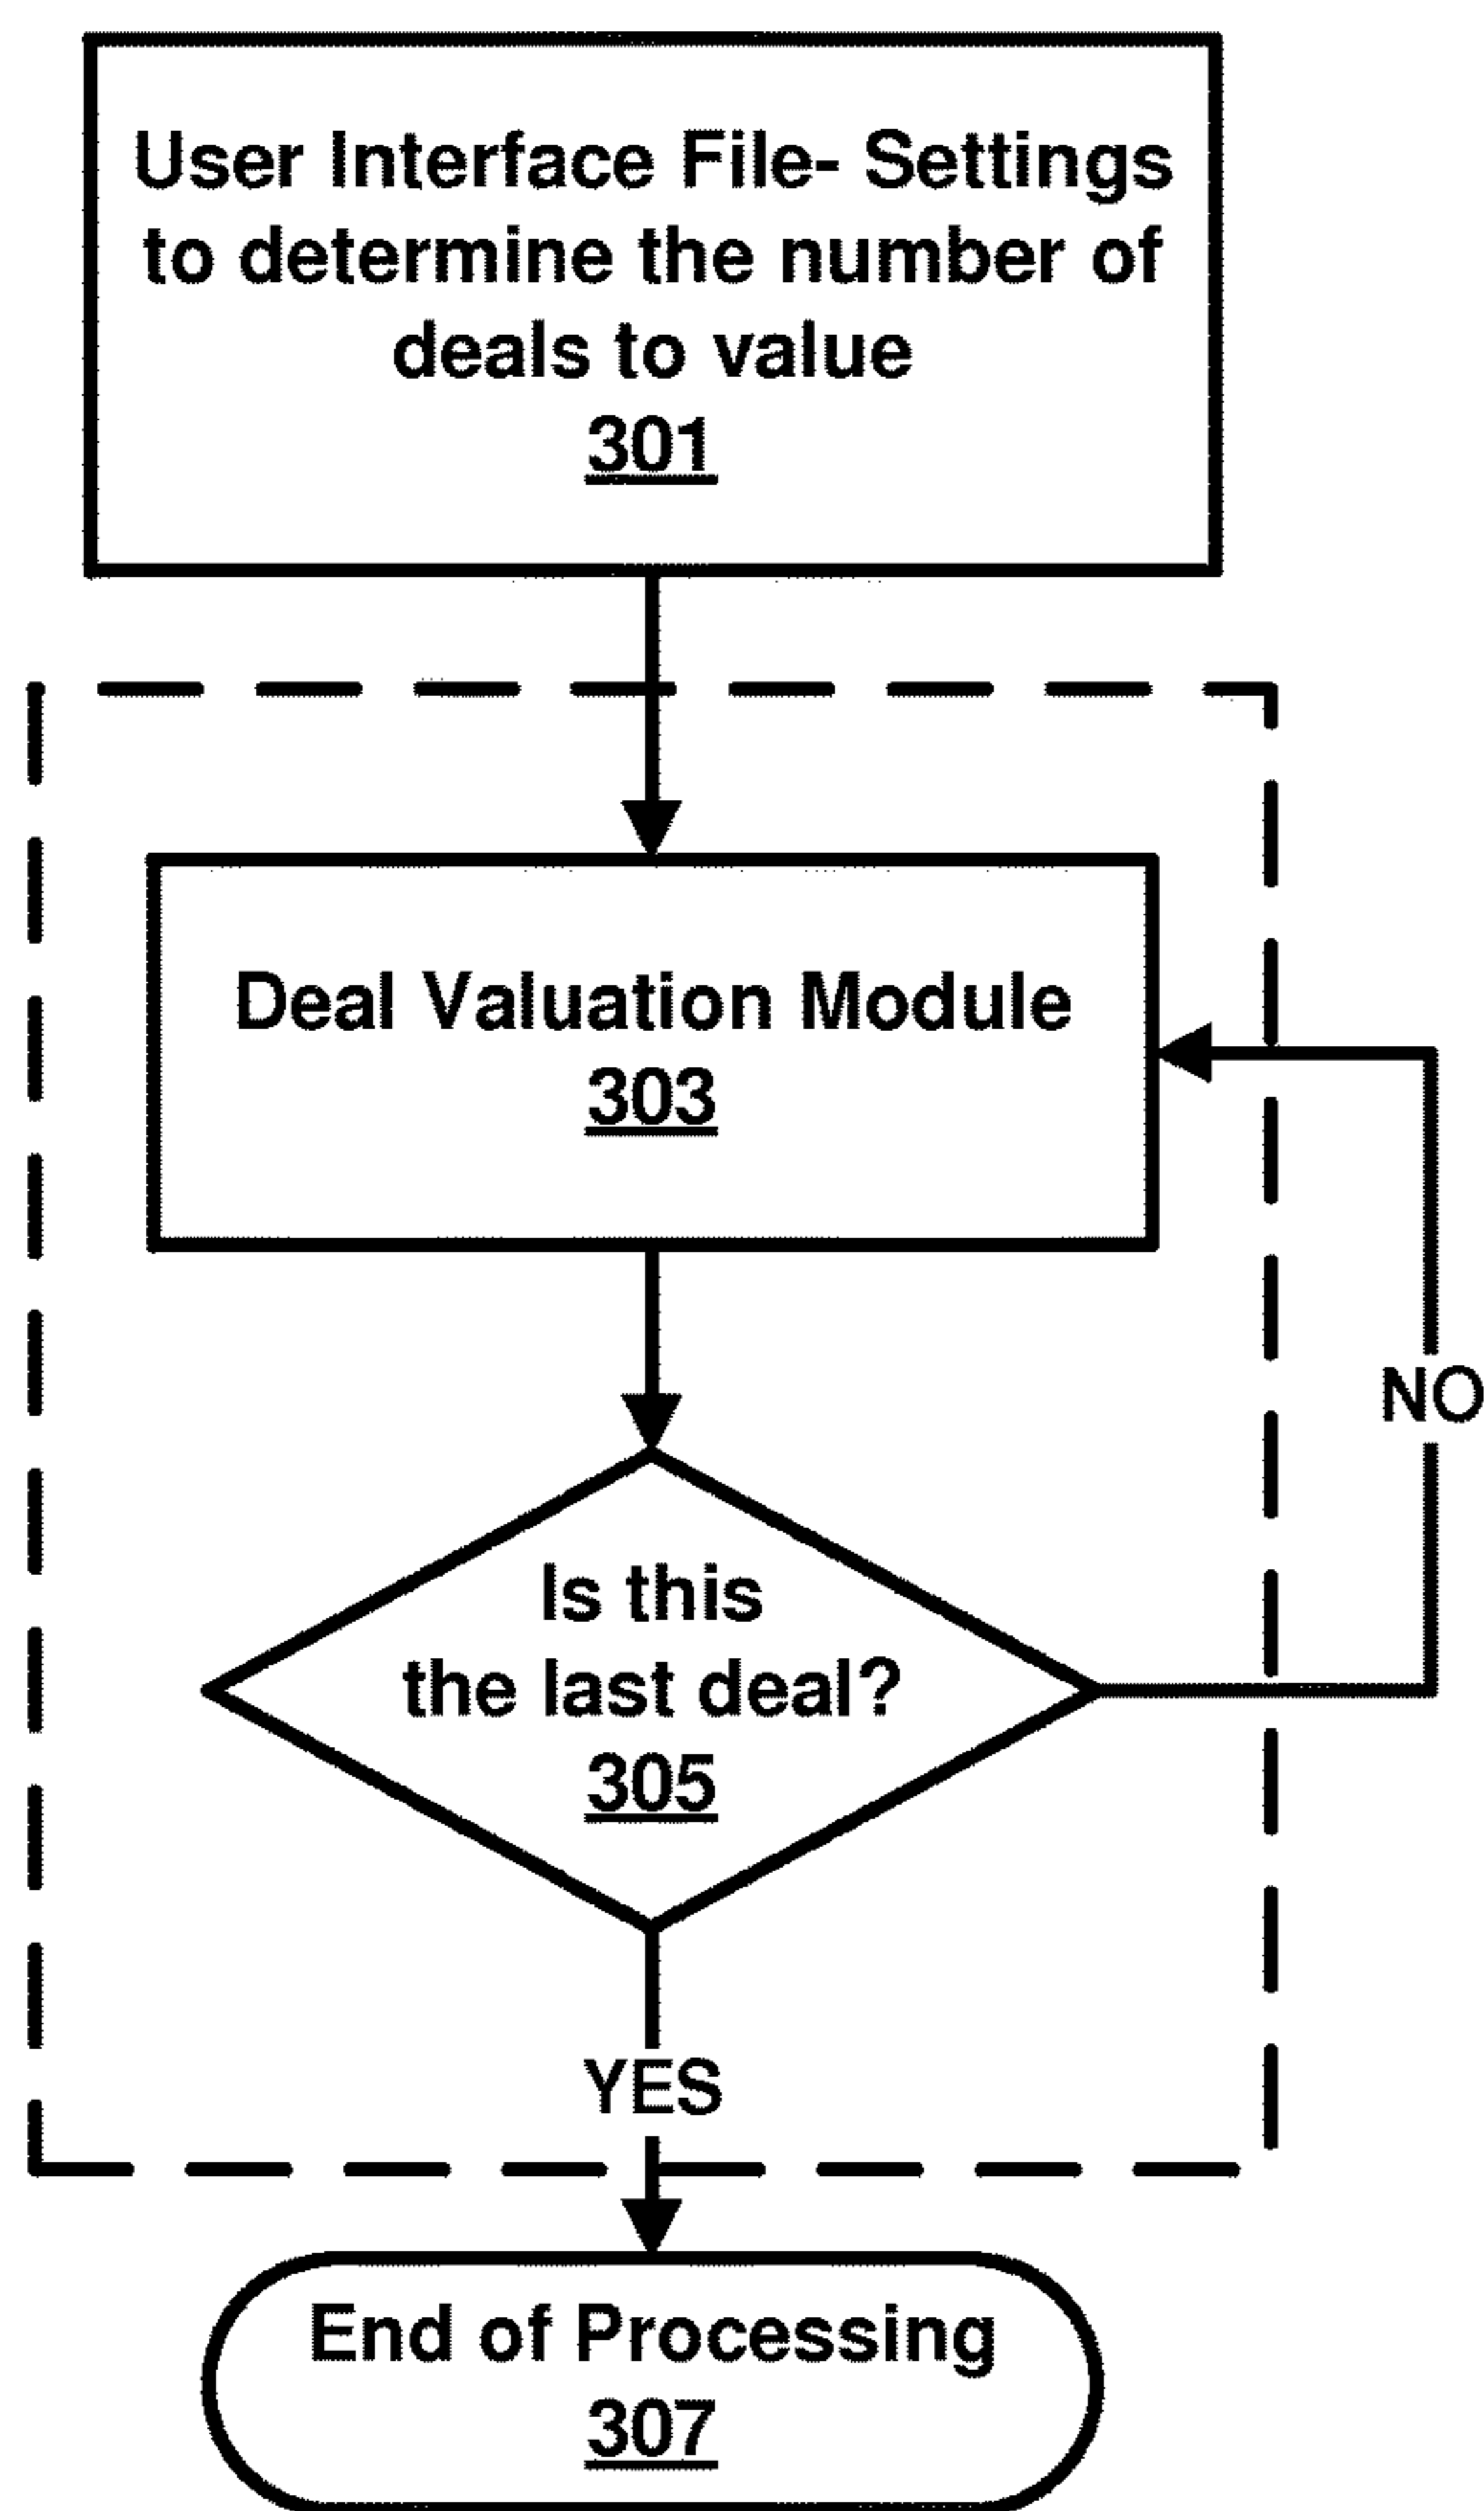 User Interface File- Settings
to determine the number of
deals to value
301
Deal Valuation Module
303
NO
Is this
the last deal?
305
YES
End of Processing
307